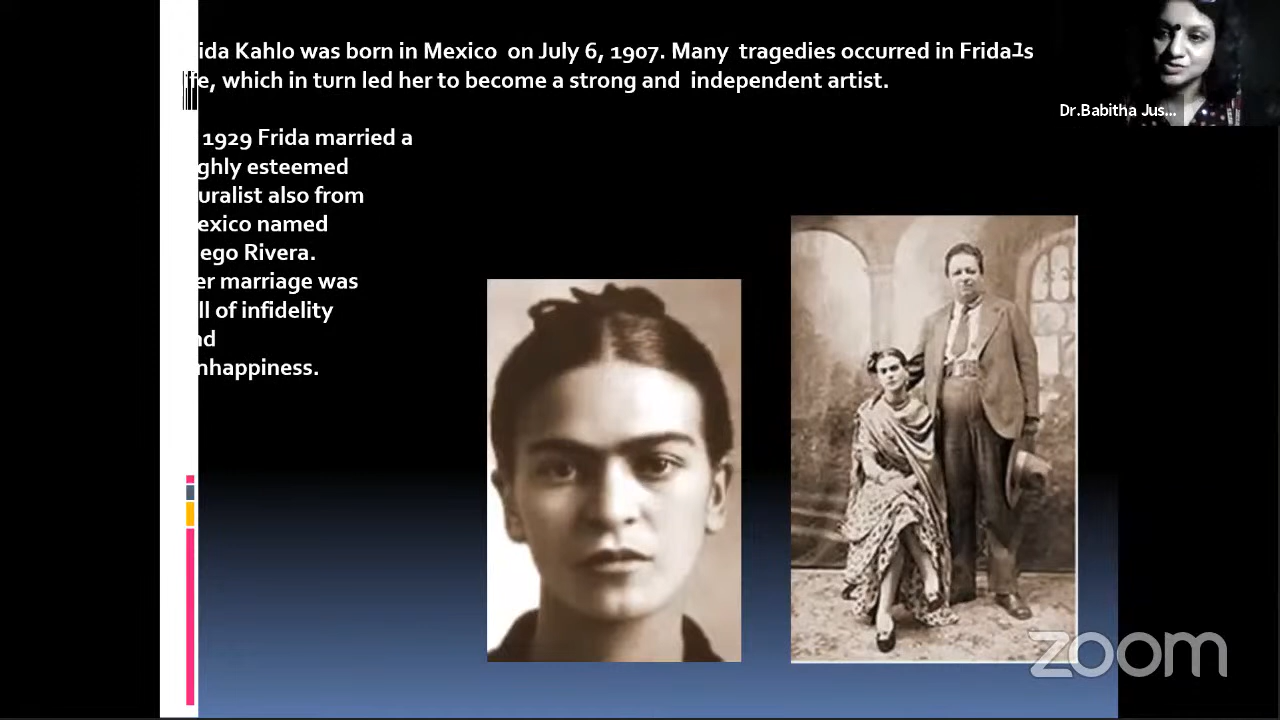 ida Kahlo was born in Mexico on July 6, 1907. Many tragedies occurred in Frida1s
ife, which in turn led her to become a strong and independent artist.
1929 Frida married a
ghly esteemed
uralist also from
exico named
ego Rivera.
er marriage was
ll of infidelity
nd
nhappiness.
Dr.Babitha Jus...
zoom